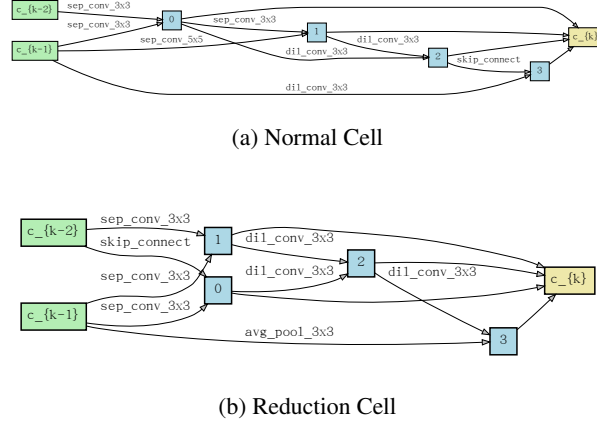 c_{k-2}
sep_conv_3x3
0
sep_conv_3x3
sep_conv_3x3
1
c_{k-1}
sep_conv_5x5
dil_conv_3x3
dil_conv_3x3
c_{k}
2
skip_connect
3
dil_conv_3x3
(a) Normal Cell
c_{k-2}
sep_conv_3x3
skip_connect
1
dil_conv_3x3
2
sep_conv_3x3
0
dil_conv_3x3
dil_conv_3x3
c_{k}
c_{k-1}
sep_conv_3x3
avg_pool_3x3
3
(b) Reduction Cell